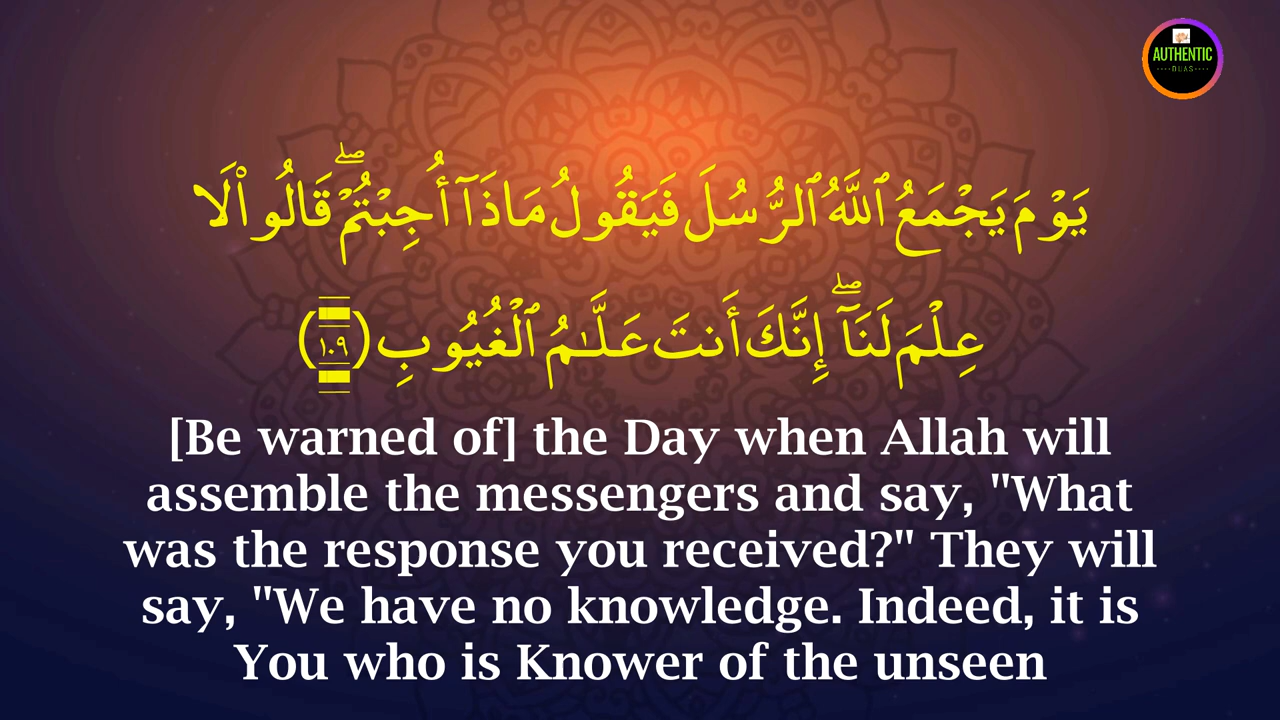 AUTHENTIC
----DUAS----
يَوْمَ يَجْمَعُ ٱللَّهُ ٱلرُّسُلَ فَيَقُولُ مَاذَآ أُجِبْتُمْ ۖ قَالُوا۟ لَا
عِلْمَ لَنَآ ۖ إِنَّكَ أَنتَ عَلَّـٰمُ ٱلْغُيُوبِ (١٠٩)
[Be warned of] the Day when Allah will
assemble the messengers and say, "What
was the response you received?" They will
say, "We have no knowledge. Indeed, it is
You who is Knower of the unseen